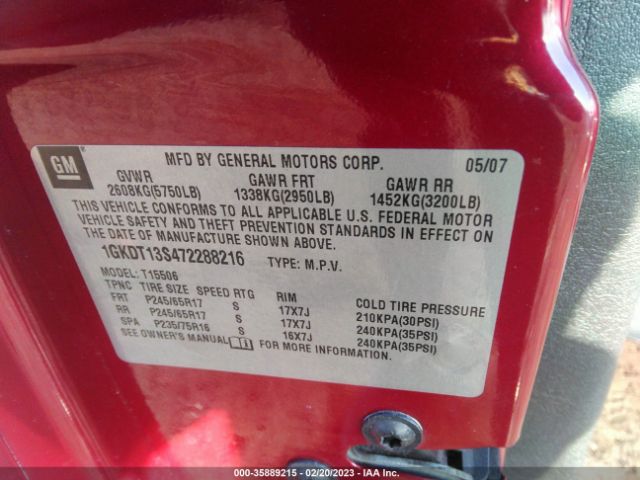 GM
MFD BY GENERAL MOTORS CORP. 05/07
GVWR GAWR FRT GAWR RR
2608KG(5750LB) 1338KG(2950LB) 1452KG(3200LB)
THIS VEHICLE CONFORMS TO ALL APPLICABLE U.S. FEDERAL MOTOR
VEHICLE SAFETY AND THEFT PREVENTION STANDARDS IN EFFECT ON
THE DATE OF MANUFACTURE SHOWN ABOVE.
1GKDT13S472288216 TYPE: M.P.V.
MODEL: T15506
TPNC TIRE SIZE SPEED RTG RIM COLD TIRE PRESSURE
FRT P245/65R17 S 17X7J 210KPA(30PSI)
RR P245/65R17 S 17X7J 240KPA(35PSI)
SPA P235/75R16 S 16X7J 240KPA(35PSI)
SEE OWNER'S MANUAL FOR MORE INFORMATION.
000-35889215 - 02/20/2023 - IAA Inc.